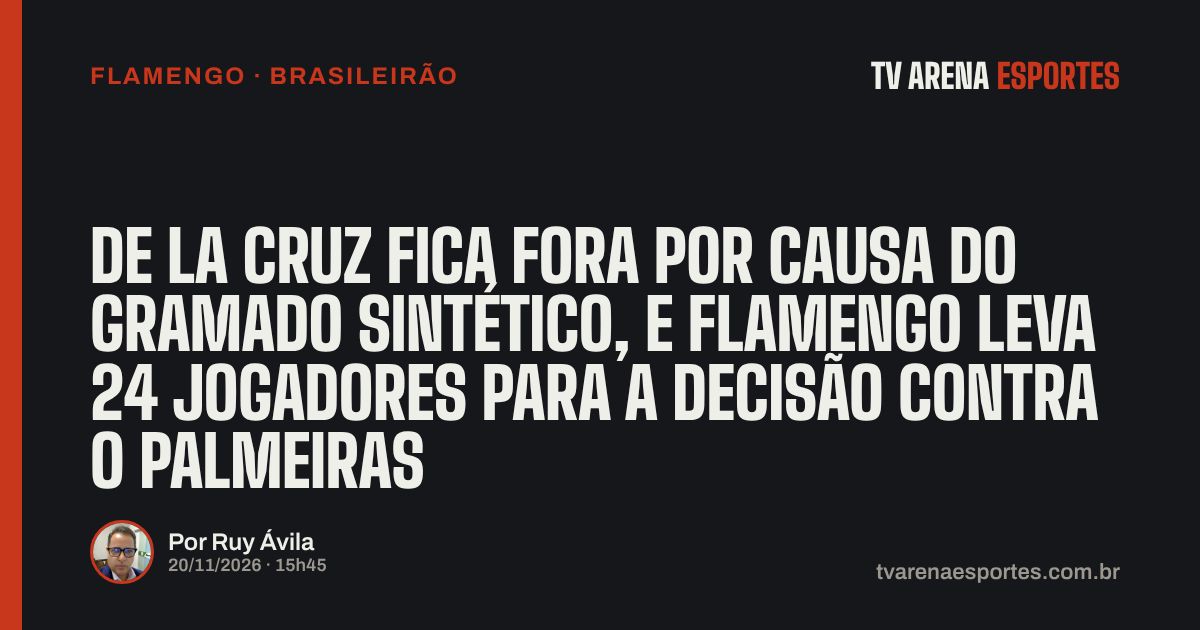 FLAMENGO · BRASILEIRÃO
TV ARENA ESPORTES
DE LA CRUZ FICA FORA POR CAUSA DO
GRAMADO SINTÉTICO, E FLAMENGO LEVA
24 JOGADORES PARA A DECISÃO CONTRA
O PALMEIRAS
Por Ruy Ávila
20/11/2026 · 15h45
tvarenaesportes.com.br